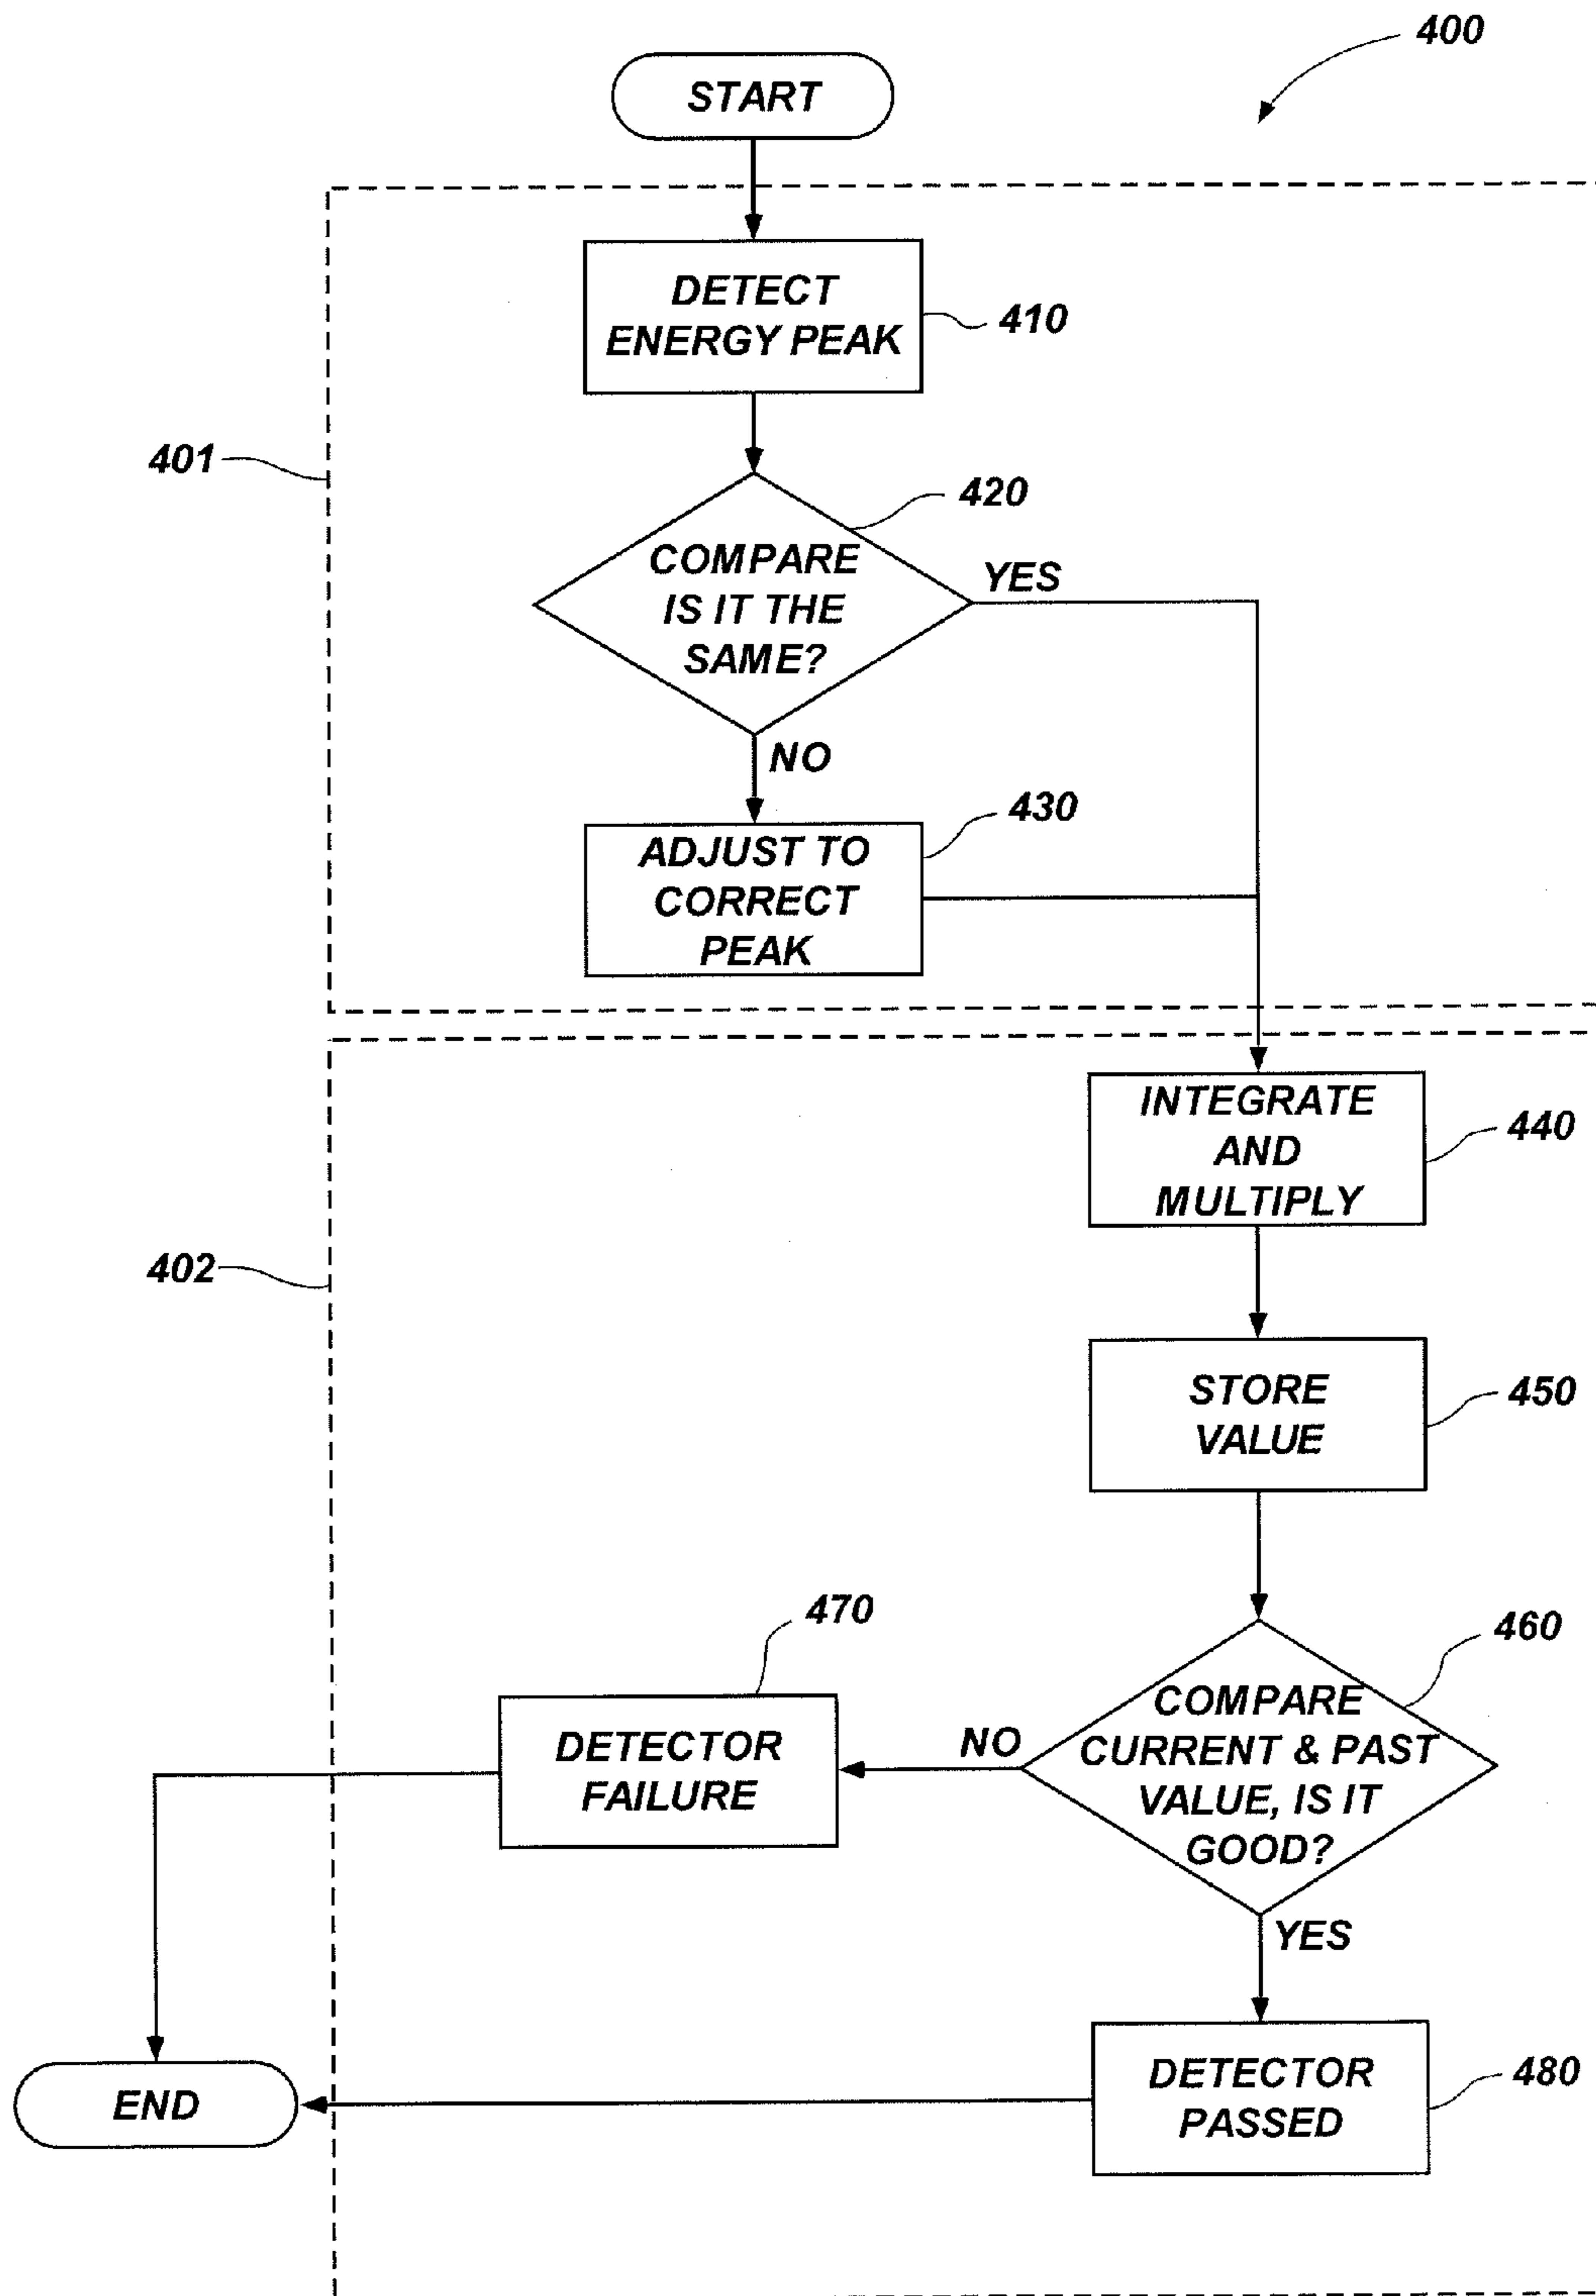 400
START
DETECT
ENERGY PEAK
410
401
420
COMPARE
IS IT THE
SAME?
YES
NO
430
ADJUST TO
CORRECT
PEAK
INTEGRATE
AND
MULTIPLY
440
402
STORE
VALUE
450
470
460
DETECTOR
FAILURE
NO
COMPARE
CURRENT & PAST
VALUE, IS IT
GOOD?
YES
END
DETECTOR
PASSED
480